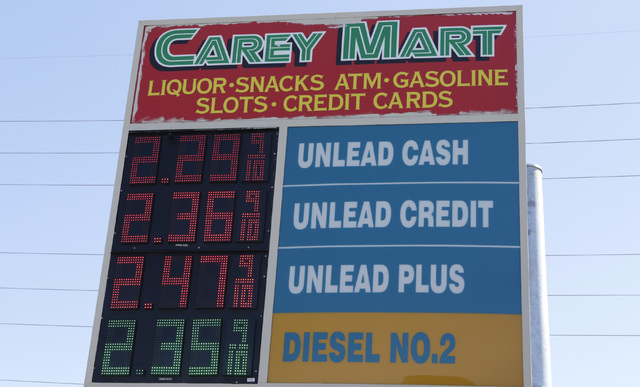 CAREY MART
LIQUOR·SNACKS ATM·GASOLINE
SLOTS·CREDIT CARDS
2.29 9/10 UNLEAD CASH
2.36 9/10 UNLEAD CREDIT
2.47 9/10 UNLEAD PLUS
2.35 9/10 DIESEL NO.2